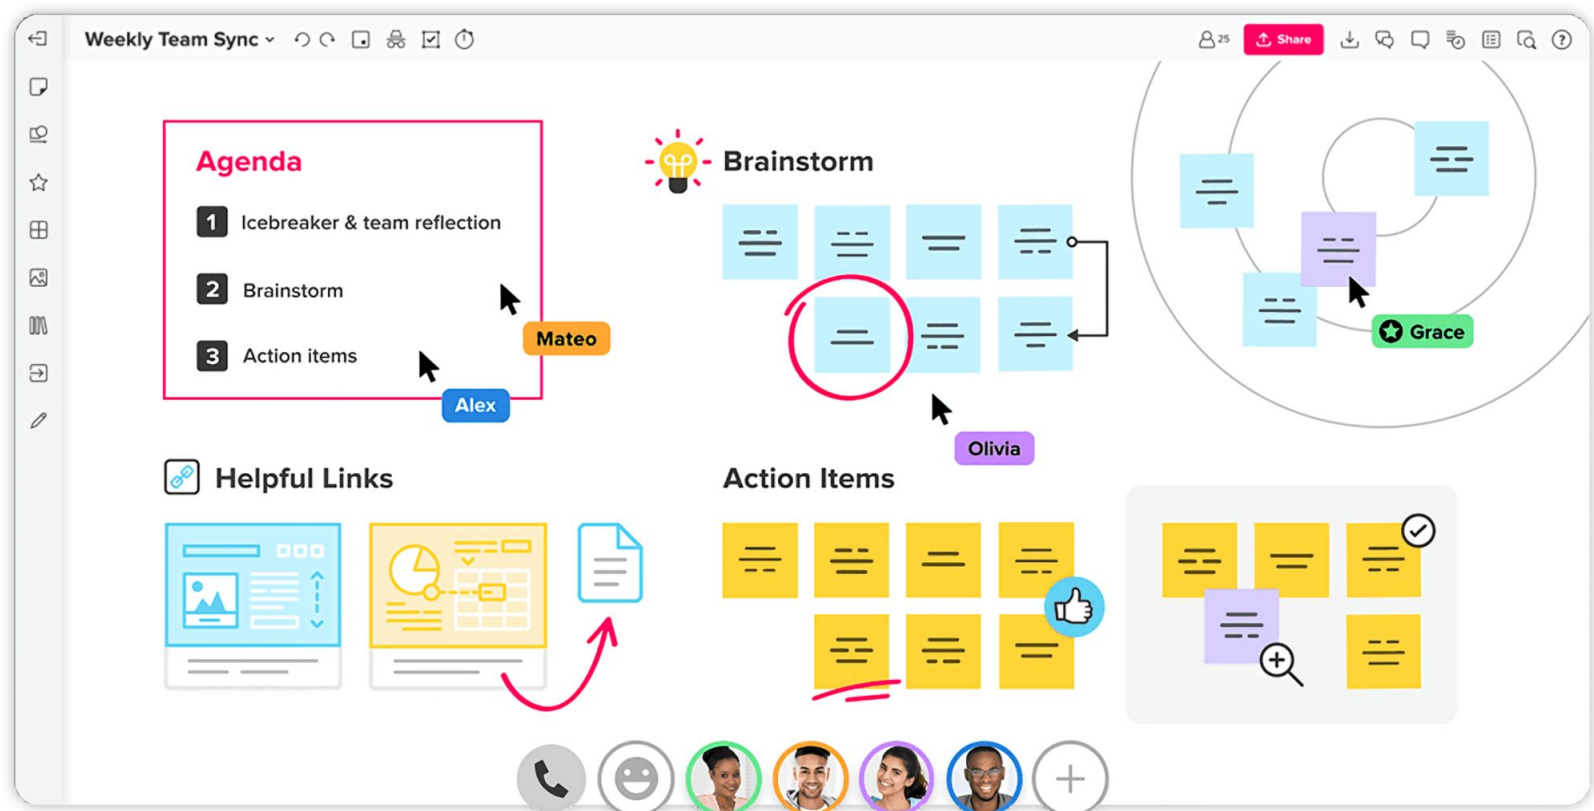 Weekly Team Sync
25
Share
?
Agenda
1 Icebreaker & team reflection
2 Brainstorm
3 Action items
Mateo
Alex
Brainstorm
Olivia
Grace
Helpful Links
Action Items